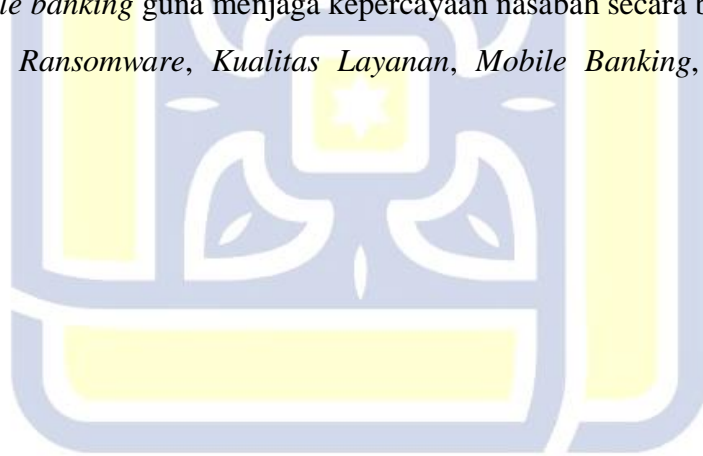 le banking guna menjaga kepercayaan nasabah secara b
Ransomware, Kualitas Layanan, Mobile Banking,